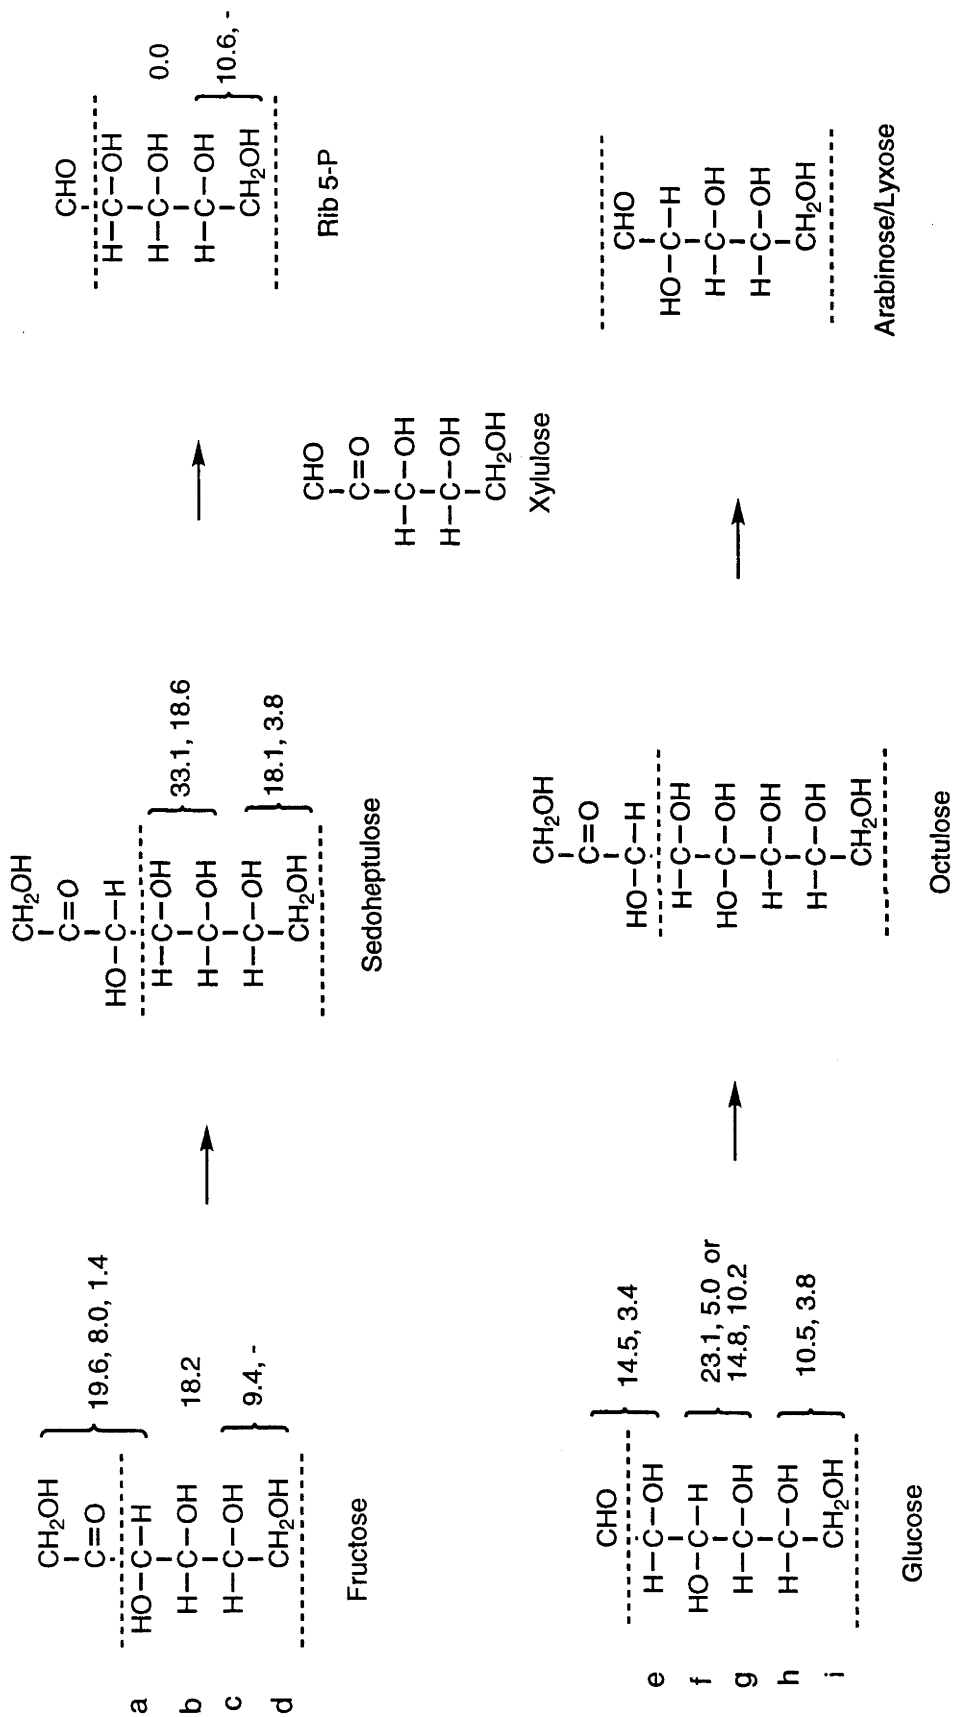 CH2OH
C=O
HO–C–H
H–C–OH
H–C–OH
CH2OH
a
b
c
d
19.6, 8.0, 1.4
18.2
9.4, -
Fructose
CH2OH
C=O
HO–C–H
H–C–OH
H–C–OH
H–C–OH
CH2OH
33.1, 18.6
18.1, 3.8
Sedoheptulose
CHO
C=O
H–C–OH
H–C–OH
CH2OH
Xylulose
CHO
H–C–OH
H–C–OH
H–C–OH
CH2OH
0.0
10.6, -
Rib 5-P
CHO
H–C–OH
HO–C–H
H–C–OH
H–C–OH
CH2OH
e
f
g
h
i
14.5, 3.4
23.1, 5.0 or
14.8, 10.2
10.5, 3.8
Glucose
CH2OH
C=O
HO–C–H
H–C–OH
HO–C–OH
H–C–OH
H–C–OH
CH2OH
Octulose
CHO
HO–C–H
H–C–OH
H–C–OH
CH2OH
Arabinose/Lyxose